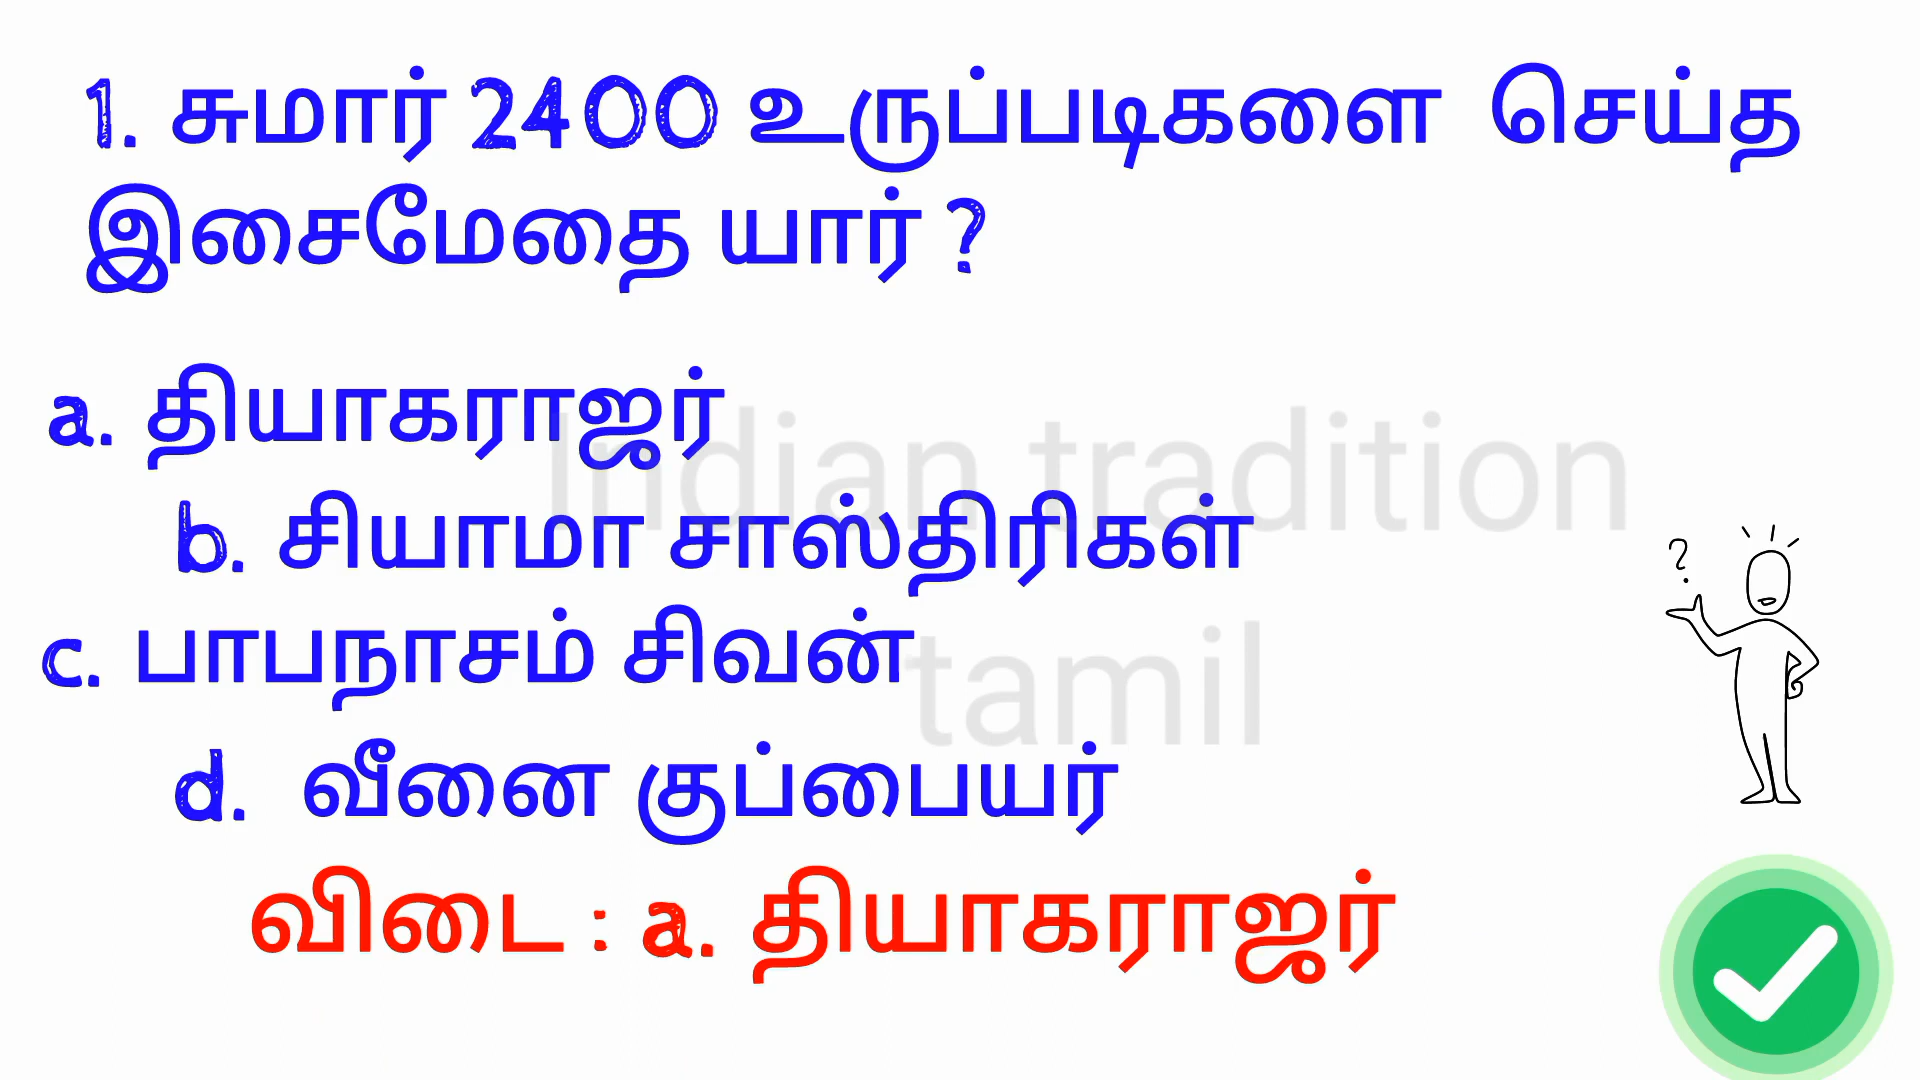 1. சுமார் 2400 உருப்படிகளை செய்த
இசைமேதை யார் ?
a. தியாகராஜர்
b. சியாமா சாஸ்திரிகள்
c. பாபநாசம் சிவன்
d. வீனை குப்பையர்
விடை : a. தியாகராஜர்
Indian tradition
tamil
?